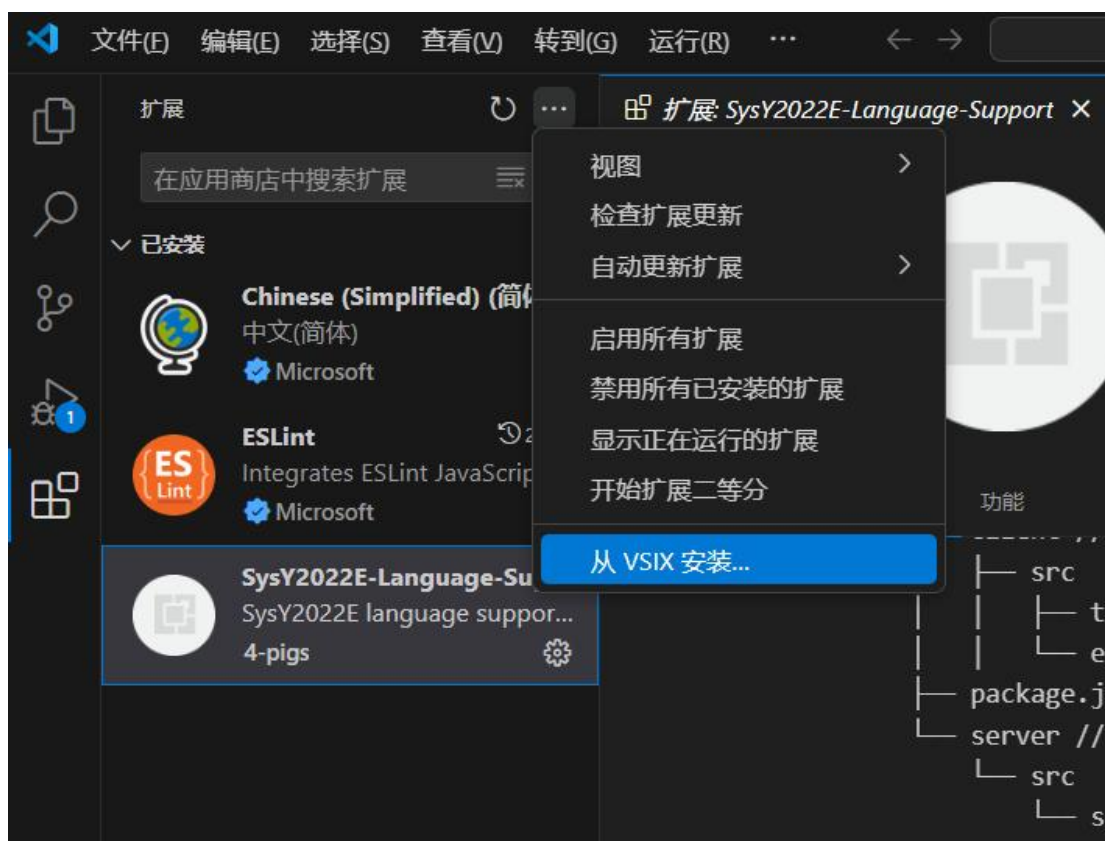 文件(F) 编辑(E) 选择(S) 查看(V) 转到(G) 运行(R) ···
扩展
在应用商店中搜索扩展
已安装
Chinese (Simplified) (简
中文(简体)
Microsoft
ESLint
Integrates ESLint JavaScrip
Microsoft
ES
Lint
SysY2022E-Language-Su
SysY2022E language suppor...
4-pigs
1
视图
检查扩展更新
自动更新扩展
启用所有扩展
禁用所有已安装的扩展
显示正在运行的扩展
开始扩展二等分
从 VSIX 安装...
扩展: SysY2022E-Language-Support
功能
├── src
│ │ ├── t
│ │ └── e
├── package.j
└── server //
└── src
└── s